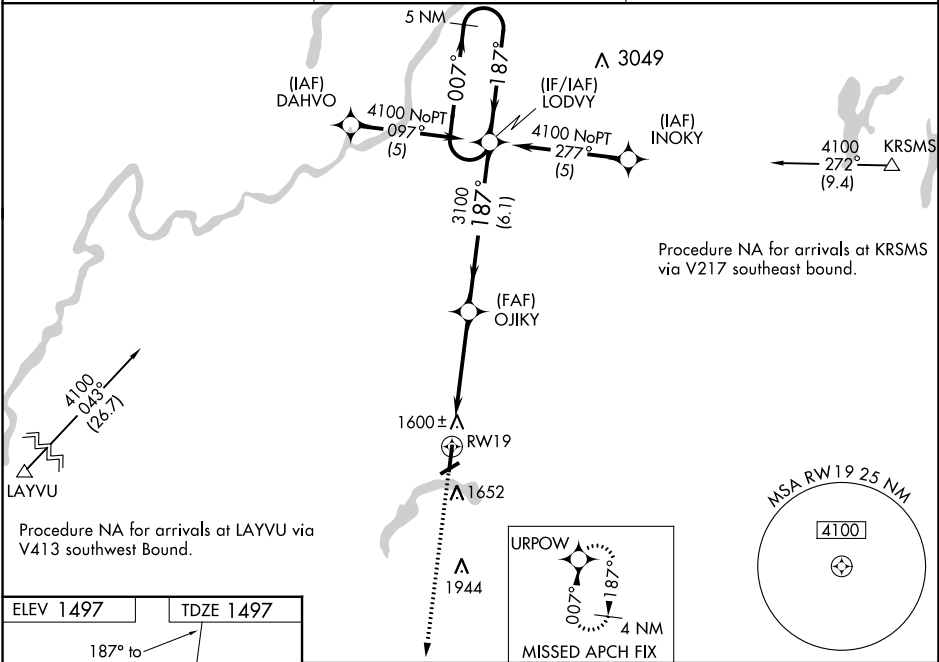 5 NM
007°
187°
3049
(IAF)
DAHVO
4100 NoPT
097°
(5)
(IF/IAF)
LODVY
4100 NoPT
277°
(5)
(IAF)
INOKY
4100
272°
(9.4)
KRSMS
3100
187°
(6.1)
Procedure NA for arrivals at KRSMS
via V217 southeast bound.
(FAF)
OJIKY
4100
043°
(26.7)
LAYVU
1600±
RW19
1652
Procedure NA for arrivals at LAYVU via
V413 southwest Bound.
1944
URPOW
007°
187°
4 NM
MISSED APCH FIX
MSA RW19 25 NM
4100
ELEV 1497
TDZE 1497
187° to